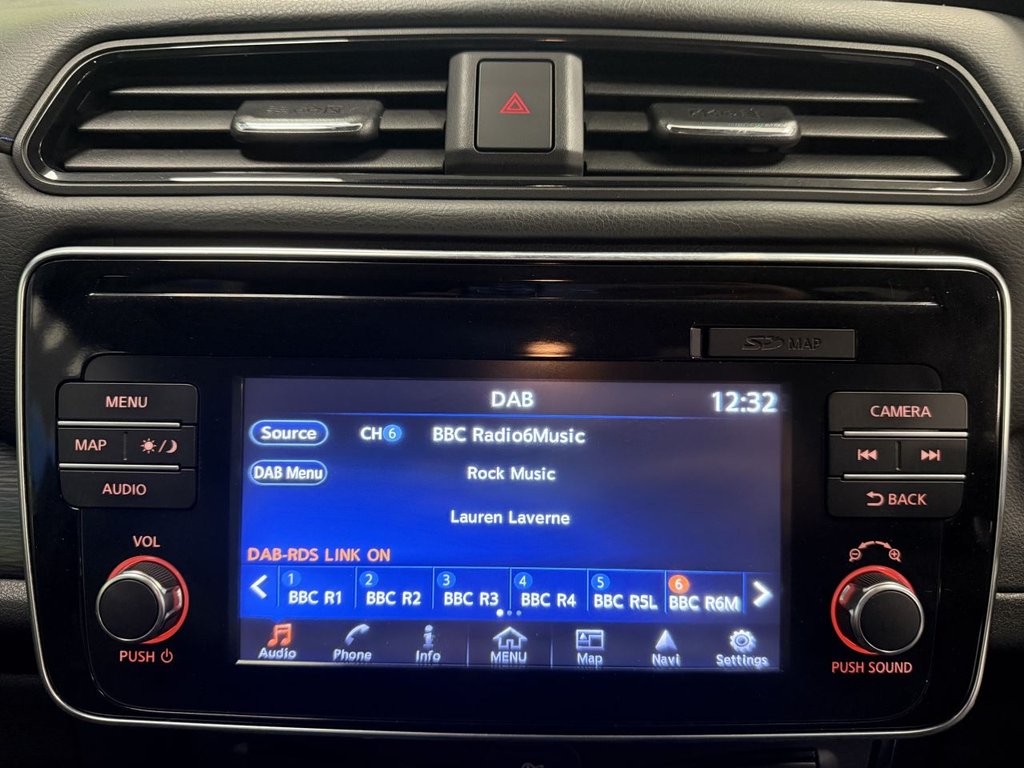 SD MAP
MENU
MAP
AUDIO
VOL
PUSH
DAB 12:32
Source CH6 BBC Radio6Music
DAB Menu Rock Music
Lauren Laverne
DAB-RDS LINK ON
1 BBC R1 2 BBC R2 3 BBC R3 4 BBC R4 5 BBC R5L 6 BBC R6M
Audio Phone Info MENU Map Navi Settings
CAMERA
BACK
PUSH SOUND